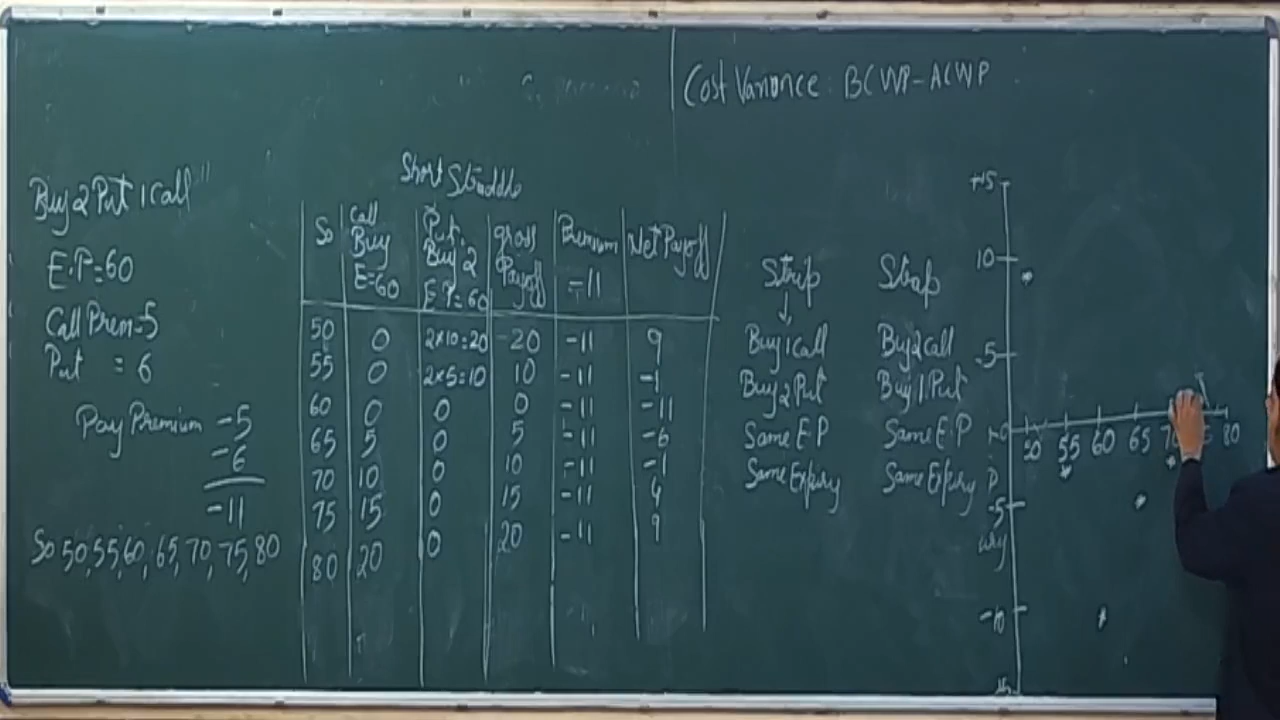 Cost Variance : BCWP-ACWP
Buy 2 Put 1 Call"
E.P=60
Call Prem-5
Put = 6
Pay Premium -5
-6
-11
So 50,55,60,65,70,75,80
Short Straddle
So | Call Buy E=60 | Put. Buy 2 E.P=60 | gross Payoff | Premium -11 | Net Payoff
50 | 0 | 2×10=20 | 20 | -11 | 9
55 | 0 | 2×5=10 | 10 | -11 | -1
60 | 0 | 0 | 0 | -11 | -11
65 | 5 | 0 | 5 | -11 | -6
70 | 10 | 0 | 10 | -11 | -1
75 | 15 | 0 | 15 | -11 | 4
80 | 20 | 0 | 20 | -11 | 9
Strip
↓
Buy 1 call
Buy 2 Put
Same E.P
Same Expiry
Strap
Buy 2 call
Buy 1 Put
Same E.P
Same Expiry
+15
10
5
0
50 55 60 65 80
-5
-10